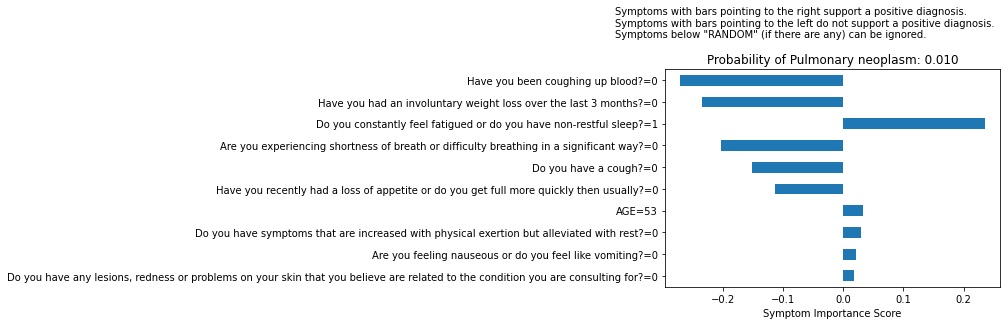 Symptoms with bars pointing to the right support a positive diagnosis.
Symptoms with bars pointing to the left do not support a positive diagnosis.
Symptoms below "RANDOM" (if there are any) can be ignored.
Probability of Pulmonary neoplasm: 0.010
Have you been coughing up blood?=0
Have you had an involuntary weight loss over the last 3 months?=0
Do you constantly feel fatigued or do you have non-restful sleep?=1
Are you experiencing shortness of breath or difficulty breathing in a significant way?=0
Do you have a cough?=0
Have you recently had a loss of appetite or do you get full more quickly then usually?=0
AGE=53
Do you have symptoms that are increased with physical exertion but alleviated with rest?=0
Are you feeling nauseous or do you feel like vomiting?=0
Do you have any lesions, redness or problems on your skin that you believe are related to the condition you are consulting for?=0
−0.2 −0.1 0.0 0.1 0.2
Symptom Importance Score